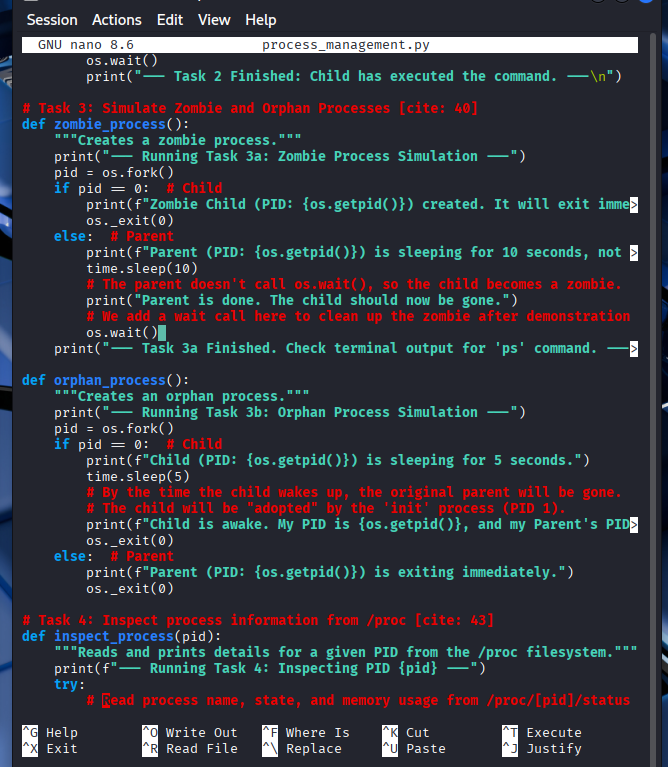 Session Actions Edit View Help
GNU nano 8.6 process_management.py
os.wait()
print("--- Task 2 Finished: Child has executed the command. ---\n")
# Task 3: Simulate Zombie and Orphan Processes [cite: 40]
def zombie_process():
"""Creates a zombie process."""
print("--- Running Task 3a: Zombie Process Simulation ---")
pid = os.fork()
if pid == 0: # Child
print(f"Zombie Child (PID: {os.getpid()}) created. It will exit imme>
os._exit(0)
else: # Parent
print(f"Parent (PID: {os.getpid()}) is sleeping for 10 seconds, not >
time.sleep(10)
# The parent doesn't call os.wait(), so the child becomes a zombie.
print("Parent is done. The child should now be gone.")
# We add a wait call here to clean up the zombie after demonstration
os.wait()
print("--- Task 3a Finished. Check terminal output for 'ps' command. --->
def orphan_process():
"""Creates an orphan process."""
print("--- Running Task 3b: Orphan Process Simulation ---")
pid = os.fork()
if pid == 0: # Child
print(f"Child (PID: {os.getpid()}) is sleeping for 5 seconds.")
time.sleep(5)
# By the time the child wakes up, the original parent will be gone.
# The child will be "adopted" by the 'init' process (PID 1).
print(f"Child is awake. My PID is {os.getpid()}, and my Parent's PID>
os._exit(0)
else: # Parent
print(f"Parent (PID: {os.getpid()}) is exiting immediately.")
os._exit(0)
# Task 4: Inspect process information from /proc [cite: 43]
def inspect_process(pid):
"""Reads and prints details for a given PID from the /proc filesystem."""
print(f"--- Running Task 4: Inspecting PID {pid} ---")
try:
# Read process name, state, and memory usage from /proc/[pid]/status
^G Help ^O Write Out ^F Where Is ^K Cut ^T Execute
^X Exit ^R Read File ^\ Replace ^U Paste ^J Justify